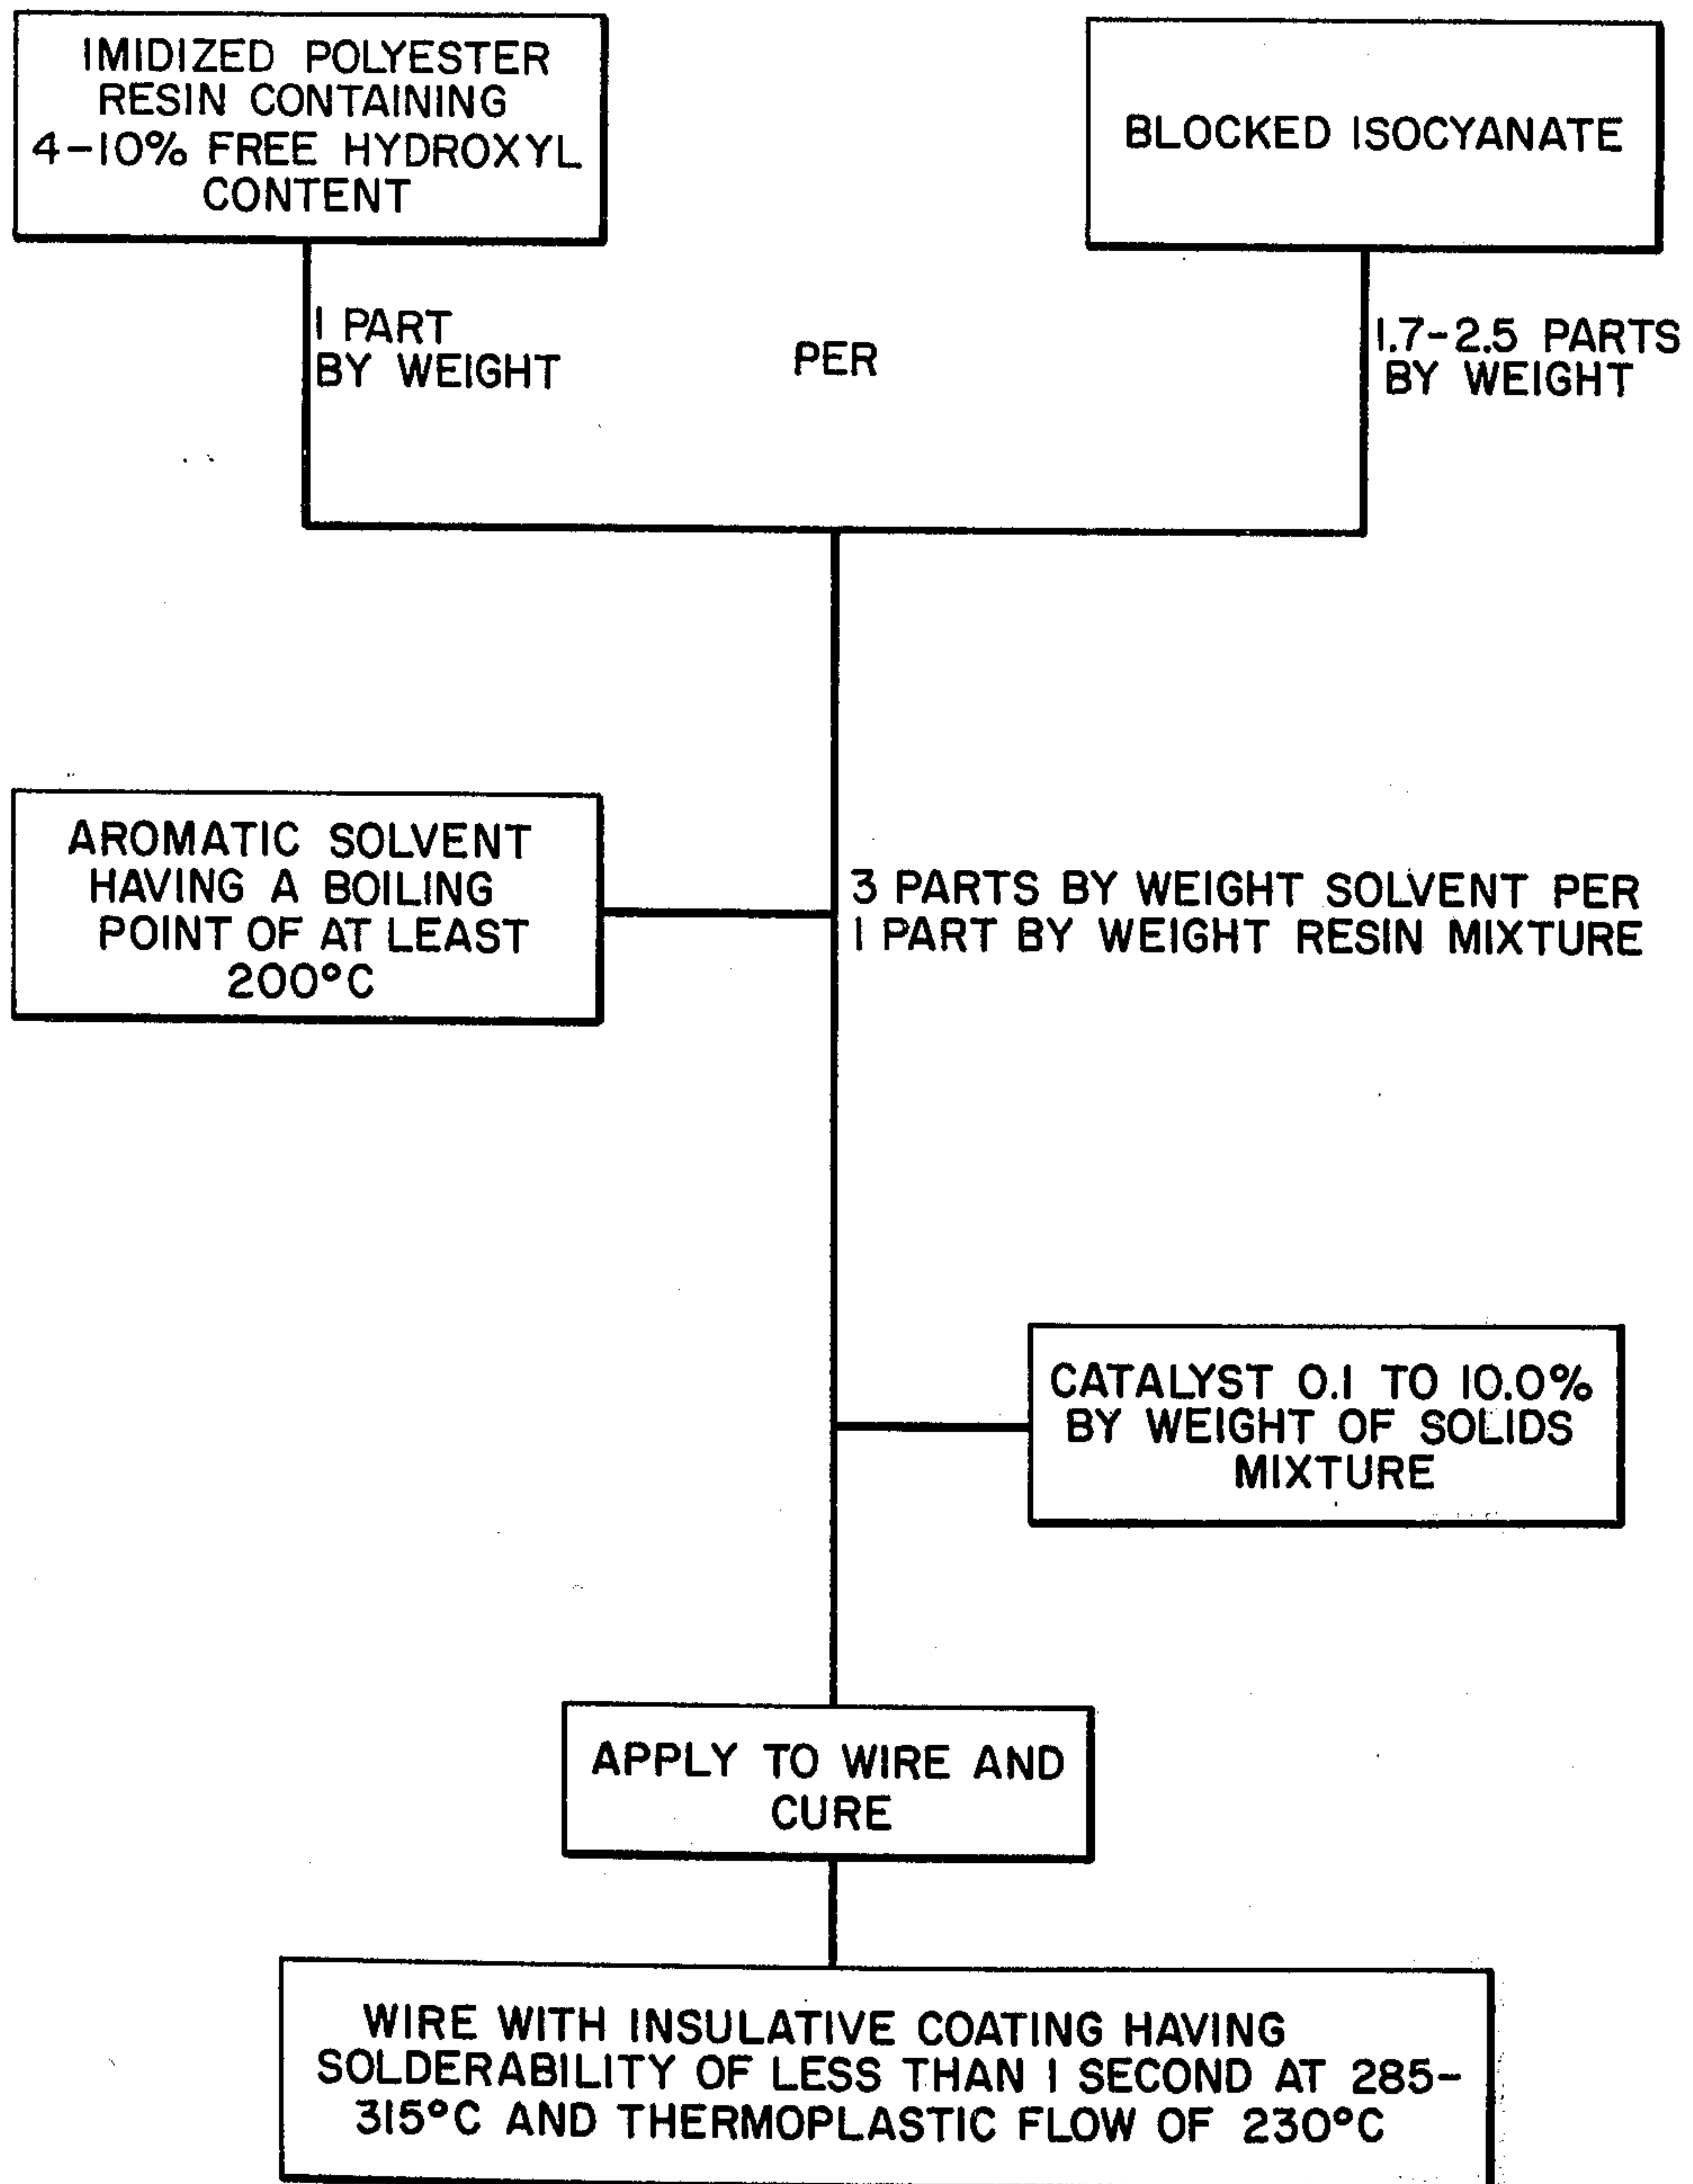 IMIDIZED POLYESTER
RESIN CONTAINING
4-10% FREE HYDROXYL
CONTENT
BLOCKED ISOCYANATE
1 PART
BY WEIGHT
PER
1.7-2.5 PARTS
BY WEIGHT
AROMATIC SOLVENT
HAVING A BOILING
POINT OF AT LEAST
200°C
3 PARTS BY WEIGHT SOLVENT PER
1 PART BY WEIGHT RESIN MIXTURE
CATALYST 0.1 TO 10.0%
BY WEIGHT OF SOLIDS
MIXTURE
APPLY TO WIRE AND
CURE
WIRE WITH INSULATIVE COATING HAVING
SOLDERABILITY OF LESS THAN 1 SECOND AT 285-
315°C AND THERMOPLASTIC FLOW OF 230°C